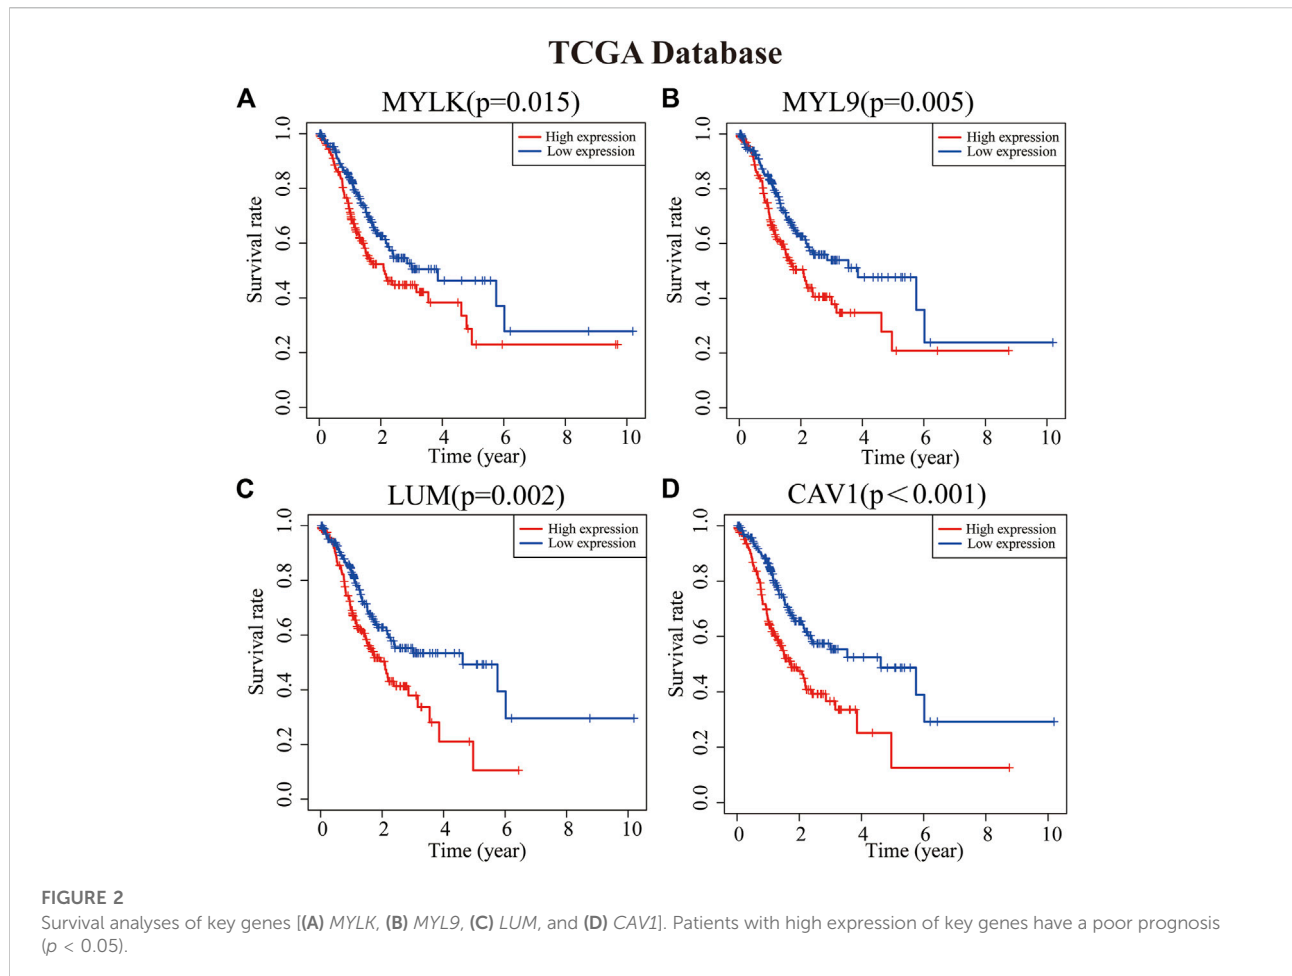 TCGA Database
A
MYLK(p=0.015)
High expression
Low expression
Survival rate
1.0
0.8
0.6
0.4
0.2
0.0
0 2 4 6 8 10
Time (year)
B
MYL9(p=0.005)
High expression
Low expression
Survival rate
1.0
0.8
0.6
0.4
0.2
0.0
0 2 4 6 8 10
Time (year)
C
LUM(p=0.002)
High expression
Low expression
Survival rate
1.0
0.8
0.6
0.4
0.2
0.0
0 2 4 6 8 10
Time (year)
D
CAV1(p<0.001)
High expression
Low expression
Survival rate
1.0
0.8
0.6
0.4
0.2
0.0
0 2 4 6 8 10
Time (year)
FIGURE 2
Survival analyses of key genes [(A) MYLK, (B) MYL9, (C) LUM, and (D) CAV1]. Patients with high expression of key genes have a poor prognosis
(p < 0.05).